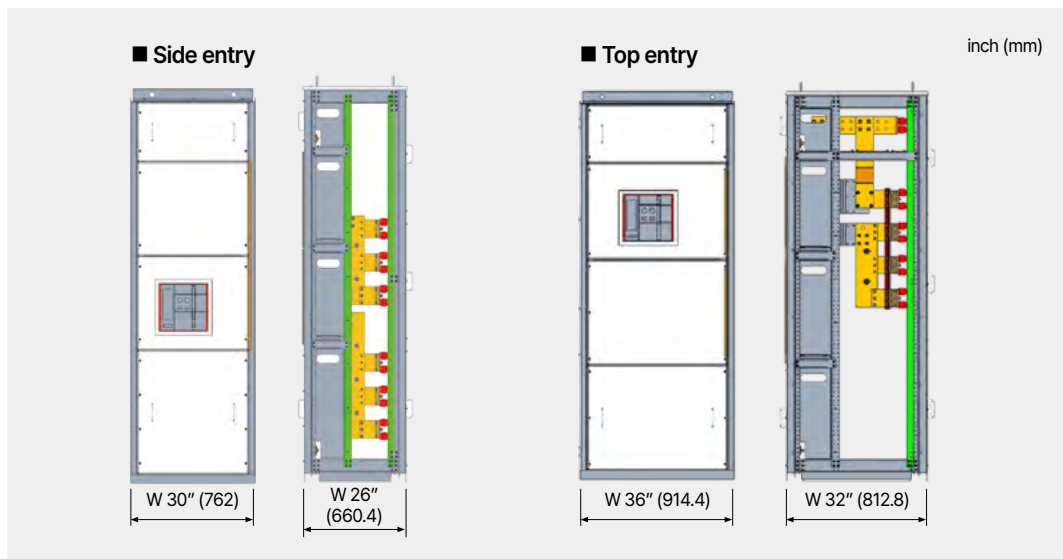 ■ Side entry
■ Top entry
inch (mm)
W 30” (762)
W 26”
(660.4)
W 36” (914.4)
W 32” (812.8)